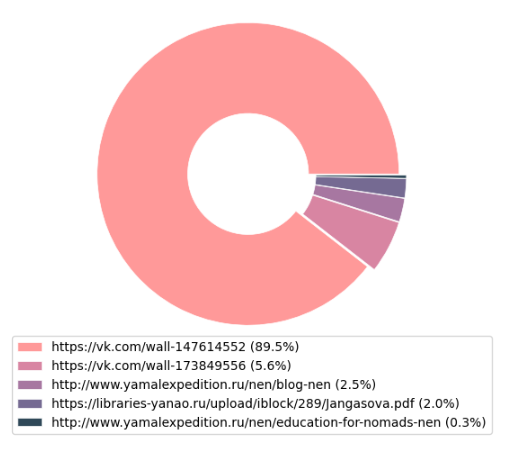 https://vk.com/wall-147614552 (89.5%)
https://vk.com/wall-173849556 (5.6%)
http://www.yamalexpedition.ru/nen/blog-nen (2.5%)
https://libraries-yanao.ru/upload/iblock/289/Jangasova.pdf (2.0%)
http://www.yamalexpedition.ru/nen/education-for-nomads-nen (0.3%)